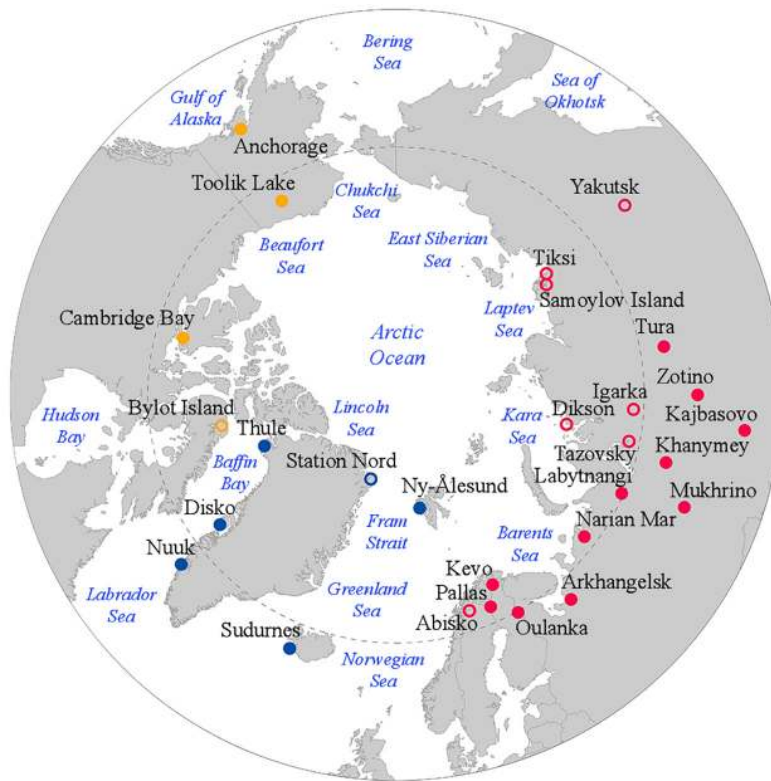 Bering
Sea
Sea of
Okhotsk
Gulf of
Alaska
Anchorage
Toolik Lake
Chukchi
Sea
Yakutsk
Beaufort
Sea
East Siberian
Sea
Tiksi
Samoylov Island
Laptev
Sea
Cambridge Bay
Arctic
Ocean
Tura
Zotino
Igarka
Dikson
Kajbasovo
Bylot Island
Lincoln
Sea
Kara
Sea
Hudson
Bay
Thule
Tazovsky
Khanymey
Baffin
Bay
Station Nord
Ny-Ålesund
Labytnangi
Mukhrino
Disko
Fram
Strait
Narian Mar
Nuuk
Barents
Sea
Kevo
Labrador
Sea
Greenland
Sea
Pallas
Arkhangelsk
Abisko
Oulanka
Sudurnes
Norwegian
Sea